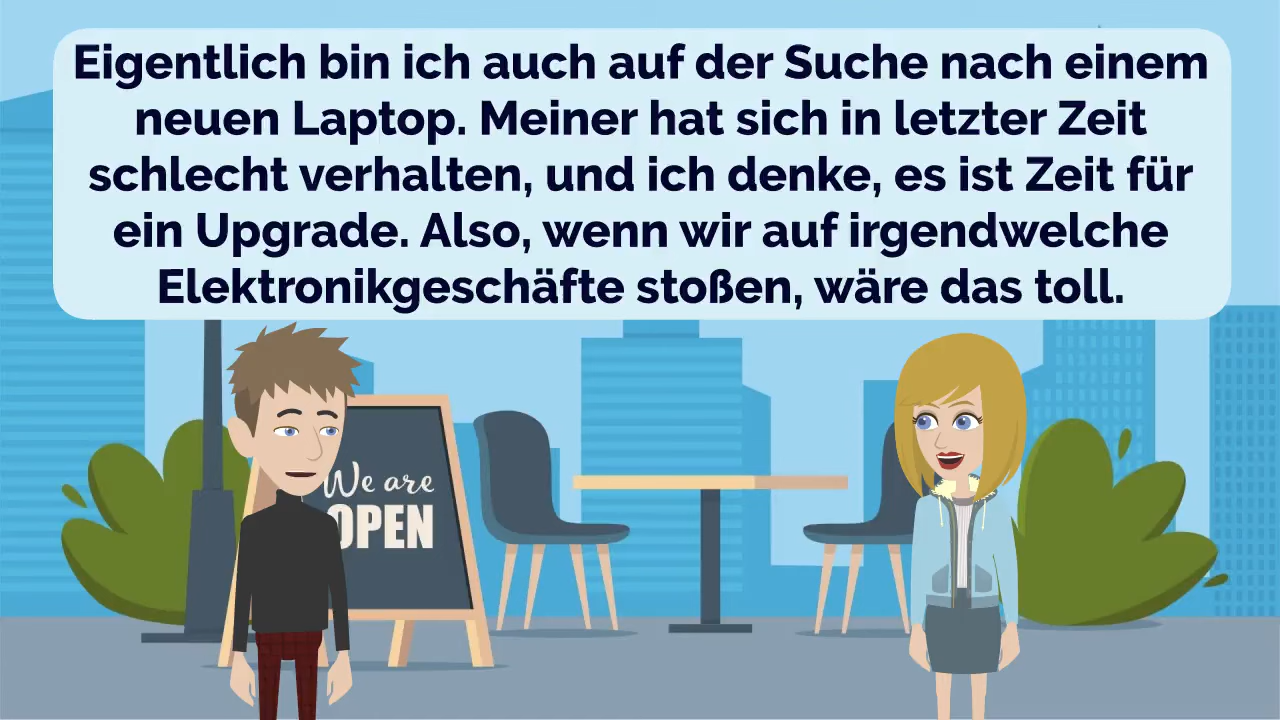 Eigentlich bin ich auch auf der Suche nach einem
neuen Laptop. Meiner hat sich in letzter Zeit
schlecht verhalten, und ich denke, es ist Zeit für
ein Upgrade. Also, wenn wir auf irgendwelche
Elektronikgeschäfte stoßen, wäre das toll.
We are
OPEN